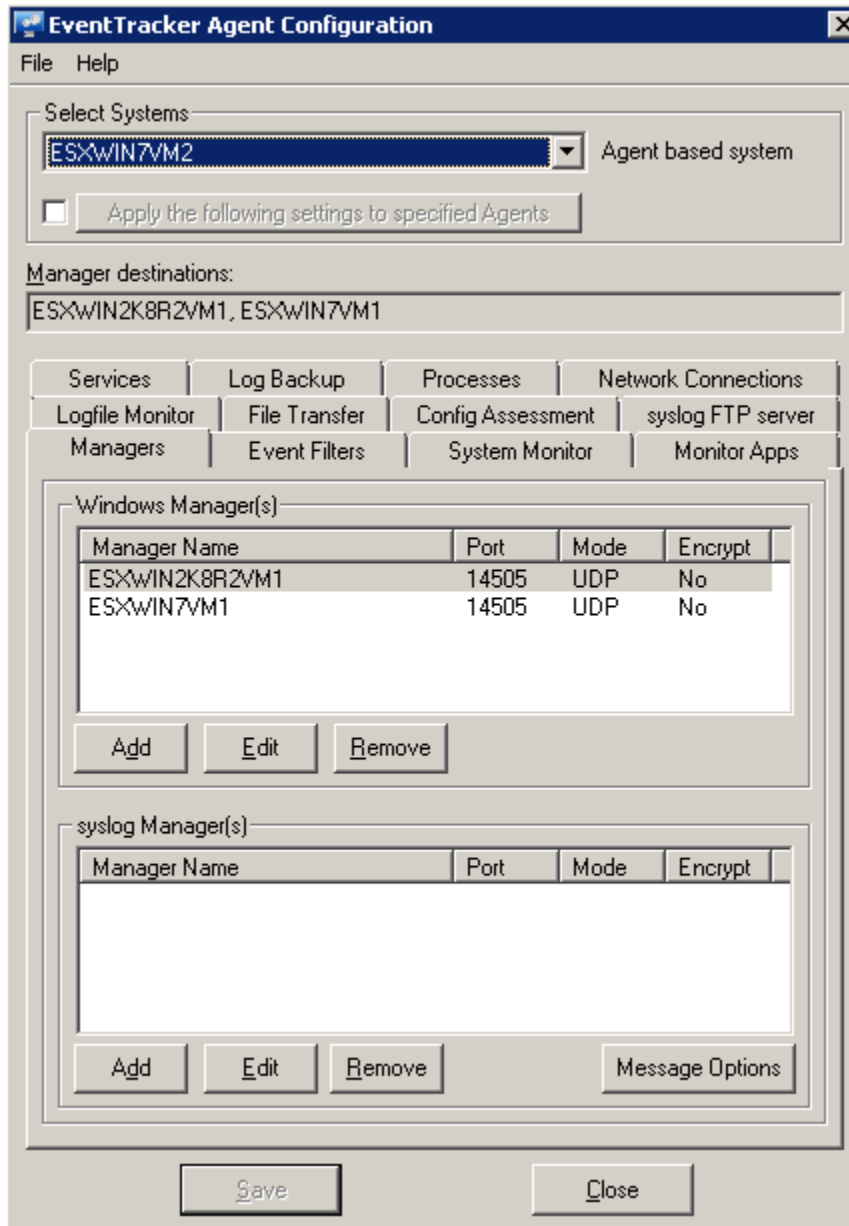 EventTracker Agent Configuration
File Help
Select Systems
ESXWIN7VM2 Agent based system
Apply the following settings to specified Agents
Manager destinations:
ESXWIN2K8R2VM1, ESXWIN7VM1
Services Log Backup Processes Network Connections
Logfile Monitor File Transfer Config Assessment syslog FTP server
Managers Event Filters System Monitor Monitor Apps
Windows Manager(s)
Manager Name Port Mode Encrypt
ESXWIN2K8R2VM1 14505 UDP No
ESXWIN7VM1 14505 UDP No
Add Edit Remove
syslog Manager(s)
Manager Name Port Mode Encrypt
Add Edit Remove Message Options
Save Close